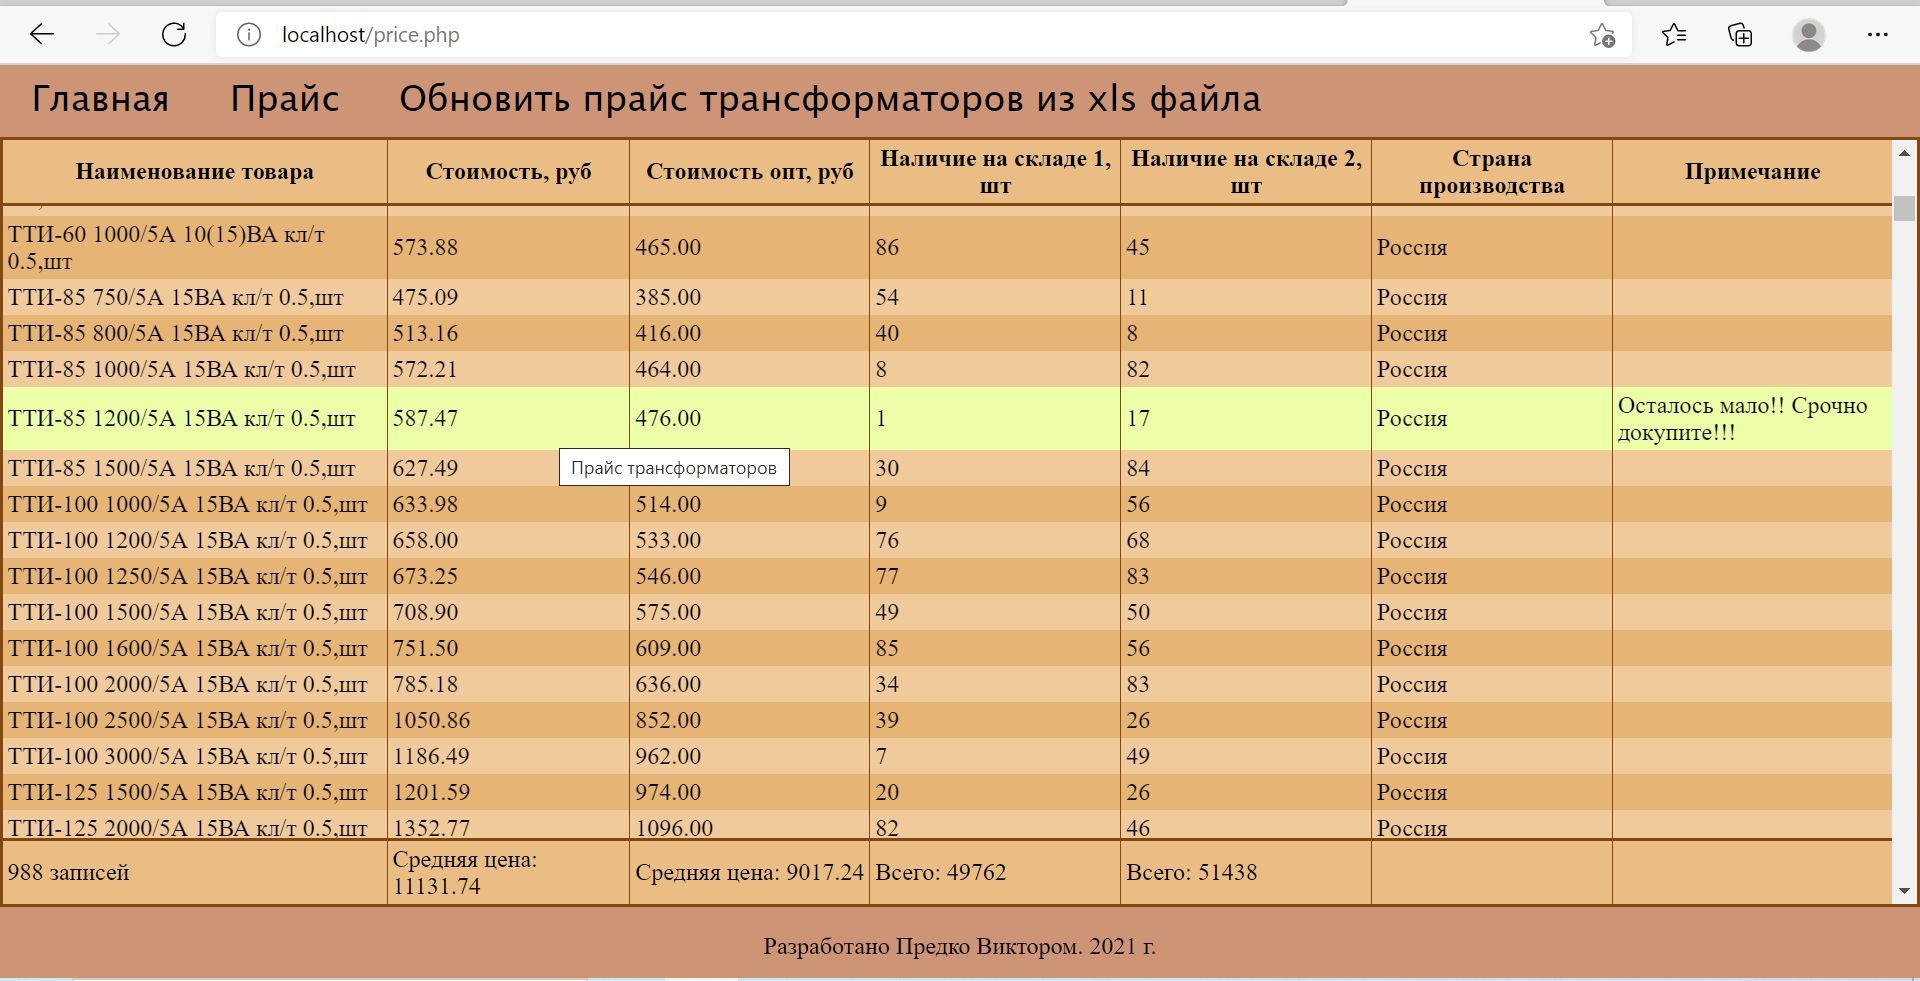 localhost/price.php
Главная Прайс Обновить прайс трансформаторов из xls файла
Наименование товара Стоимость, руб Стоимость опт, руб Наличие на складе 1, шт Наличие на складе 2, шт Страна производства Примечание
ТТИ-60 1000/5А 10(15)ВА кл/т 0.5,шт 573.88 465.00 86 45 Россия
ТТИ-85 750/5А 15ВА кл/т 0.5,шт 475.09 385.00 54 11 Россия
ТТИ-85 800/5А 15ВА кл/т 0.5,шт 513.16 416.00 40 8 Россия
ТТИ-85 1000/5А 15ВА кл/т 0.5,шт 572.21 464.00 8 82 Россия
ТТИ-85 1200/5А 15ВА кл/т 0.5,шт 587.47 476.00 1 17 Россия Осталось мало!! Срочно докупите!!!
ТТИ-85 1500/5А 15ВА кл/т 0.5,шт 627.49 Прайс трансформаторов 30 84 Россия
ТТИ-100 1000/5А 15ВА кл/т 0.5,шт 633.98 514.00 9 56 Россия
ТТИ-100 1200/5А 15ВА кл/т 0.5,шт 658.00 533.00 76 68 Россия
ТТИ-100 1250/5А 15ВА кл/т 0.5,шт 673.25 546.00 77 83 Россия
ТТИ-100 1500/5А 15ВА кл/т 0.5,шт 708.90 575.00 49 50 Россия
ТТИ-100 1600/5А 15ВА кл/т 0.5,шт 751.50 609.00 85 56 Россия
ТТИ-100 2000/5А 15ВА кл/т 0.5,шт 785.18 636.00 34 83 Россия
ТТИ-100 2500/5А 15ВА кл/т 0.5,шт 1050.86 852.00 39 26 Россия
ТТИ-100 3000/5А 15ВА кл/т 0.5,шт 1186.49 962.00 7 49 Россия
ТТИ-125 1500/5А 15ВА кл/т 0.5,шт 1201.59 974.00 20 26 Россия
ТТИ-125 2000/5А 15ВА кл/т 0.5,шт 1352.77 1096.00 82 46 Россия
988 записей Средняя цена: 11131.74 Средняя цена: 9017.24 Всего: 49762 Всего: 51438
Разработано Предко Виктором. 2021 г.